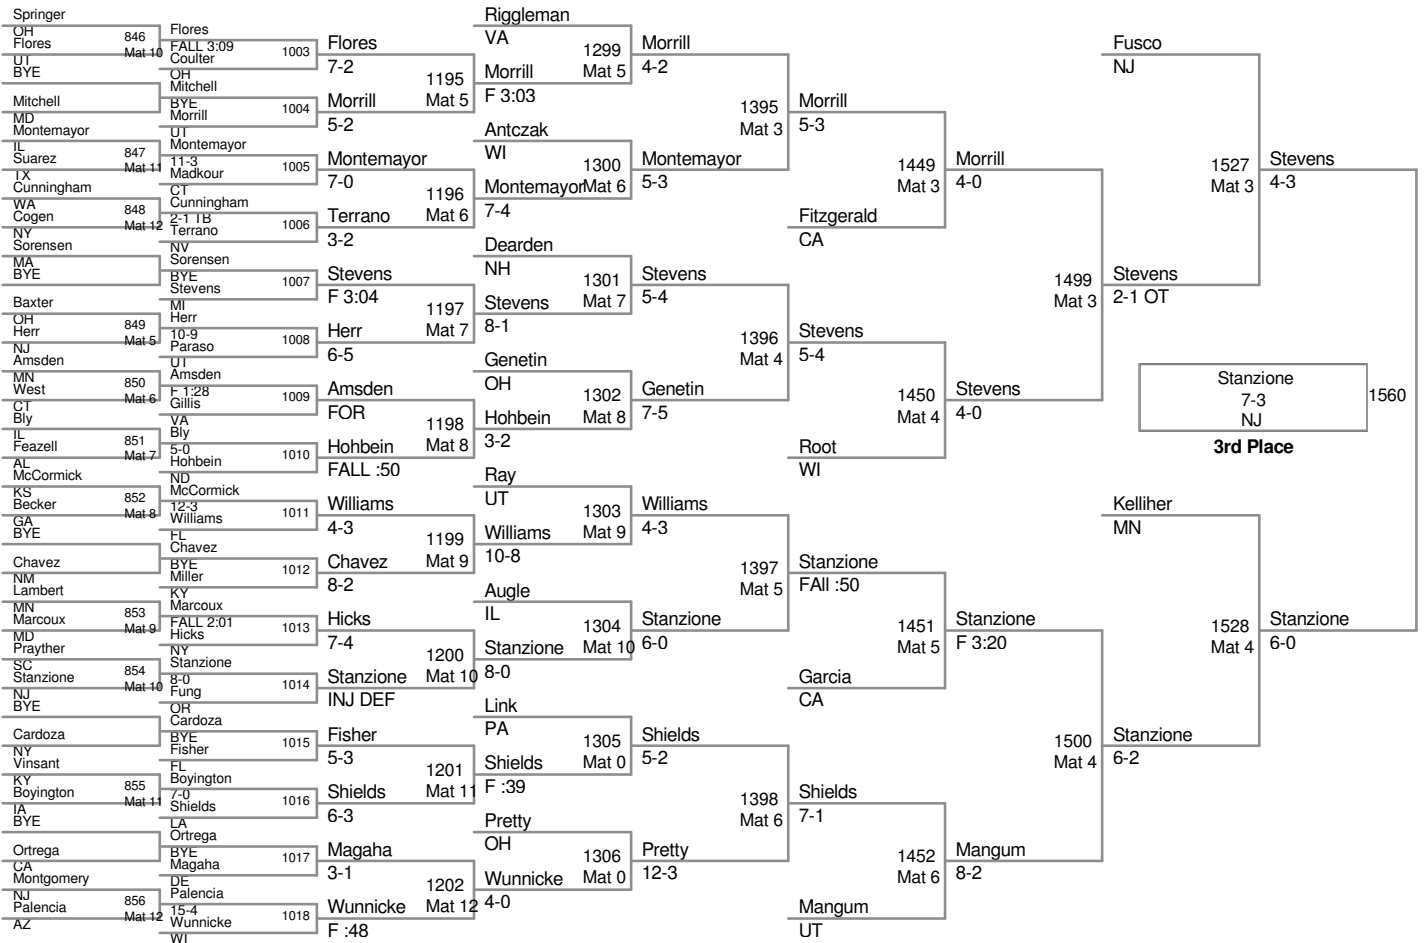 Springer
OH
Flores
UT
BYE
Mitchell
MD
Montemayor
IL
Suarez
TX
Cunningham
WA
Cogen
NY
Sorensen
MA
BYE
Baxter
OH
Herr
NJ
Amsden
MN
West
CT
Bly
IL
Feazell
AL
McCormick
KS
Becker
GA
BYE
Chavez
NM
Lambert
MN
Marcoux
MD
Prayther
SC
Stanzione
NJ
BYE
Cardoza
NY
Vinsant
KY
Boyington
IA
BYE
Ortrega
CA
Montgomery
NJ
Palencia
AZ
846
Mat 10
847
Mat 11
848
Mat 12
849
Mat 5
850
Mat 6
851
Mat 7
852
Mat 8
853
Mat 9
854
Mat 10
855
Mat 11
856
Mat 12
Flores
FALL 3:09
Coulter
OH
Mitchell
BYE
Morrill
UT
Montemayor
11-3
Madkour
CT
Cunningham
2-1 TB
Terrano
NV
Sorensen
BYE
Stevens
MI
Herr
10-9
Paraso
UT
Amsden
F 1:28
Gillis
VA
Bly
5-0
Hohbein
ND
McCormick
12-3
Williams
FL
Chavez
BYE
Miller
KY
Marcoux
FALL 2:01
Hicks
NY
Stanzione
8-0
Fung
OR
Cardoza
BYE
Fisher
FL
Boyington
7-0
Shields
LA
Ortrega
BYE
Magaha
DE
Palencia
15-4
Wunnicke
WI
1003
1004
1005
1006
1007
1008
1009
1010
1011
1012
1013
1014
1015
1016
1017
1018
Flores
7-2
Morrill
5-2
Montemayor
7-0
Terrano
3-2
Stevens
F 3:04
Herr
6-5
Amsden
FOR
Hohbein
FALL :50
Williams
4-3
Chavez
8-2
Hicks
7-4
Stanzione
INJ DEF
Fisher
5-3
Shields
6-3
Magaha
3-1
Wunnicke
F :48
1195
Mat 5
1196
Mat 6
1197
Mat 7
1198
Mat 8
1199
Mat 9
1200
Mat 10
1201
Mat 11
1202
Mat 12
Riggleman
VA
Morrill
F 3:03
Antczak
WI
Montemayor
7-4
Dearden
NH
Stevens
8-1
Genetin
OH
Hohbein
3-2
Ray
UT
Williams
10-8
Augle
IL
Stanzione
8-0
Link
PA
Shields
F :39
Pretty
OH
Wunnicke
4-0
1299
Mat 5
1300
Mat 6
1301
Mat 7
1302
Mat 8
1303
Mat 9
1304
Mat 10
1305
Mat 0
1306
Mat 0
Morrill
4-2
Montemayor
5-3
Stevens
5-4
Genetin
7-5
Williams
4-3
Stanzione
6-0
Shields
5-2
Pretty
12-3
1395
Mat 3
1396
Mat 4
1397
Mat 5
1398
Mat 6
Morrill
5-3
Fitzgerald
CA
Stevens
5-4
Root
WI
Stanzione
FAll :50
Garcia
CA
Shields
7-1
Mangum
UT
1449
Mat 3
1450
Mat 4
1451
Mat 5
1452
Mat 6
Morrill
4-0
Stevens
4-0
Stanzione
F 3:20
Mangum
8-2
1499
Mat 3
1500
Mat 4
Fusco
NJ
Stevens
2-1 OT
Kelliher
MN
Stanzione
6-2
1527
Mat 3
1528
Mat 4
Stevens
4-3
Stanzione
6-0
Stanzione
7-3
NJ
1560
3rd Place